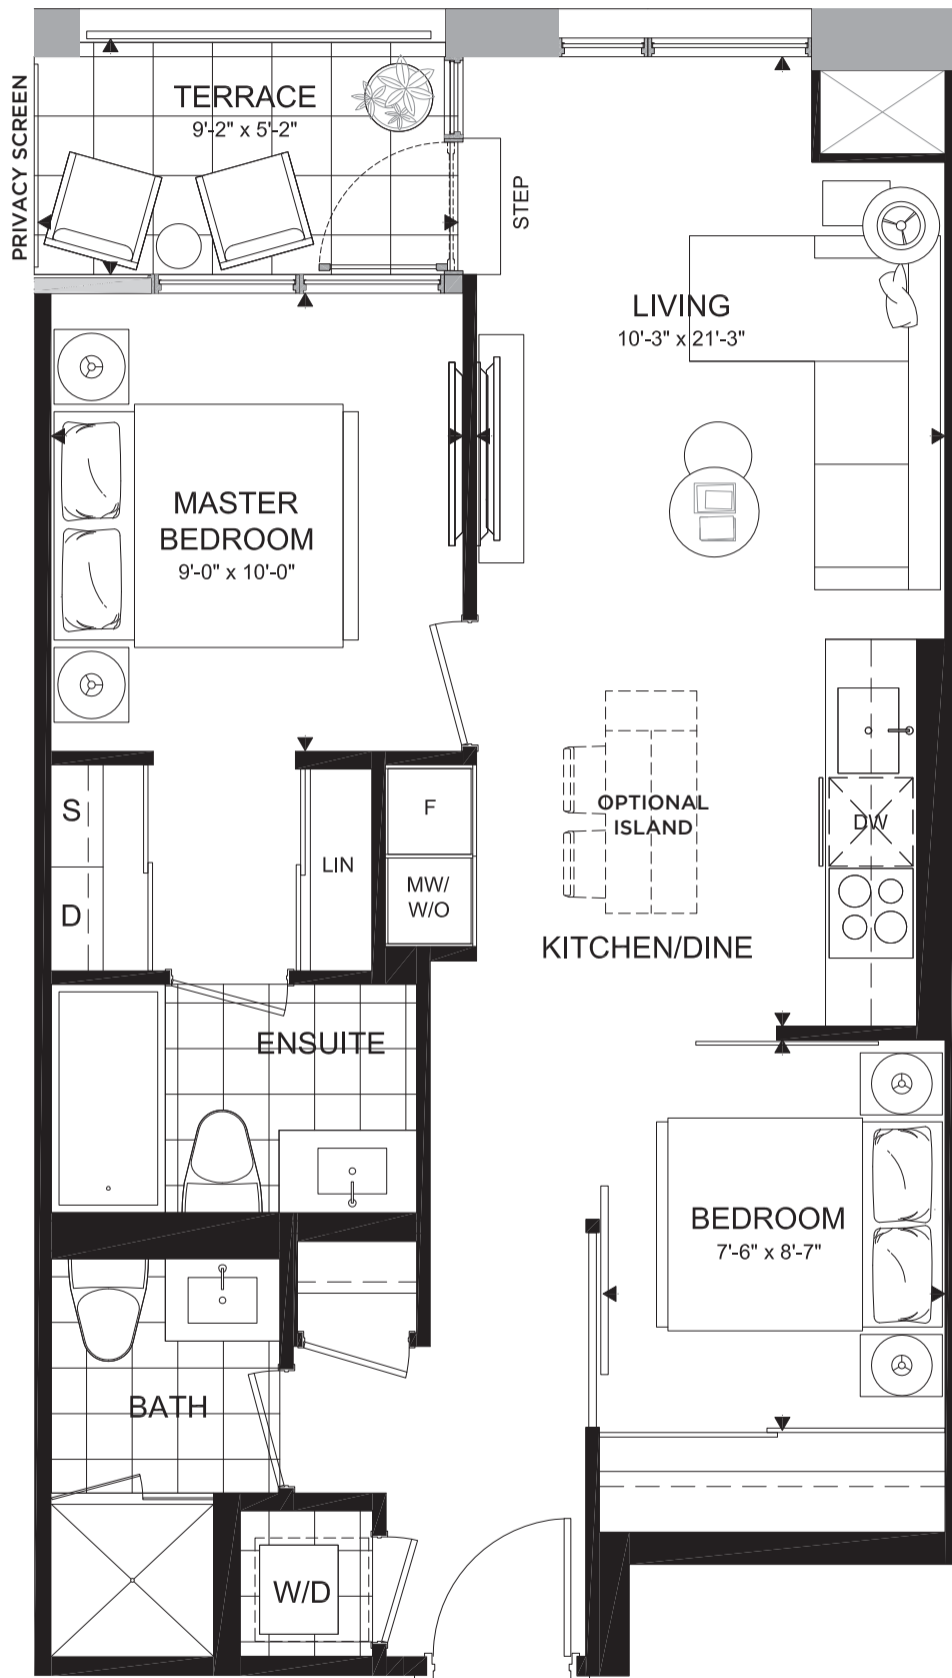 PRIVACY SCREEN
TERRACE
9'-2" x 5'-2"
STEP
LIVING
10'-3" x 21'-3"
MASTER
BEDROOM
9'-0" x 10'-0"
S
D
LIN
F
MW/
W/O
OPTIONAL
ISLAND
DW
KITCHEN/DINE
ENSUITE
BEDROOM
7'-6" x 8'-7"
BATH
W/D